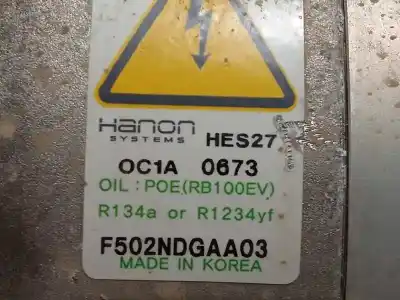 Hanon
SYSTEMS
HES27
OC1A 0673
OIL : POE(RB100EV)
R134a or R1234yf
F502NDGAA03
MADE IN KOREA